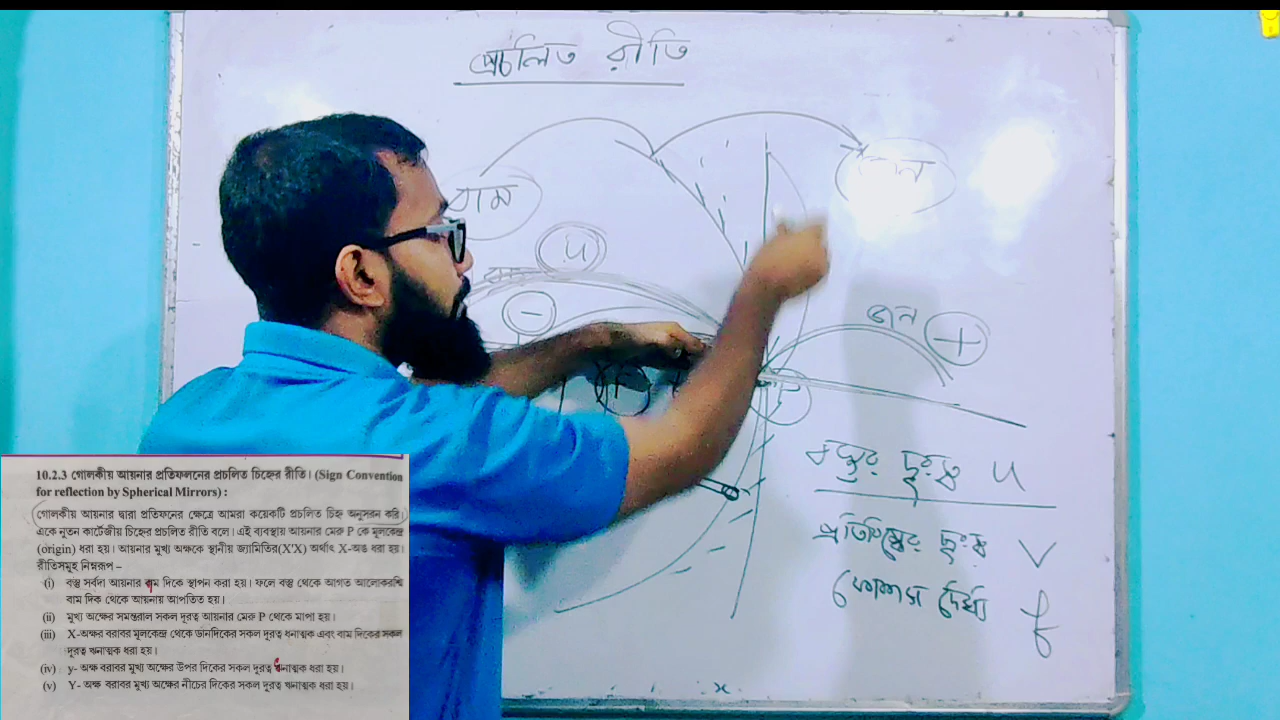 প্রচলিত রীতি
বাম
ডান
u
বাম
−
ডান
+
P
বস্তুর দূরত্ব u
প্রতিবিম্বের দূরত্ব v
ফোকাস দৈর্ঘ্য f
10.2.3 গোলকীয় আয়নার প্রতিফলনের প্রচলিত চিহ্নের রীতি। (Sign Convention
for reflection by Spherical Mirrors) :
গোলকীয় আয়নার দ্বারা প্রতিফনের ক্ষেত্রে আমরা কয়েকটি প্রচলিত চিহ্ন অনুসরন করি।
একে নুতন কার্টেজীয় চিহ্নের প্রচলিত রীতি বলে। এই ব্যবস্থায় আয়নার মেরু P কে মূলকেন্দ্র
(origin) ধরা হয়। আয়নার মুখ্য অক্ষকে স্থানীয় জ্যামিতির(X'X) অর্থাৎ X-অঙ ধরা হয়।
রীতিসমূহ নিম্নরূপ –
(i) বস্তু সর্বদা আয়নার বাম দিকে স্থাপন করা হয়। ফলে বস্তু থেকে আগত আলোকরশ্মি
বাম দিক থেকে আয়নায় আপতিত হয়।
(ii) মুখ্য অক্ষের সমান্তরাল সকল দূরত্ব আয়নার মেরু P থেকে মাপা হয়।
(iii) X-অক্ষর বরাবর মূলকেন্দ্র থেকে ডানদিকের সকল দূরত্ব ধনাত্মক এবং বাম দিকের সকল
দূরত্ব ঋনাত্মক ধরা হয়।
(iv) y- অক্ষ বরাবর মুখ্য অক্ষের উপর দিকের সকল দূরত্ব ধনাত্মক ধরা হয়।
(v) Y- অক্ষ বরাবর মুখ্য অক্ষের নীচের দিকের সকল দূরত্ব ঋনাত্মক ধরা হয়।